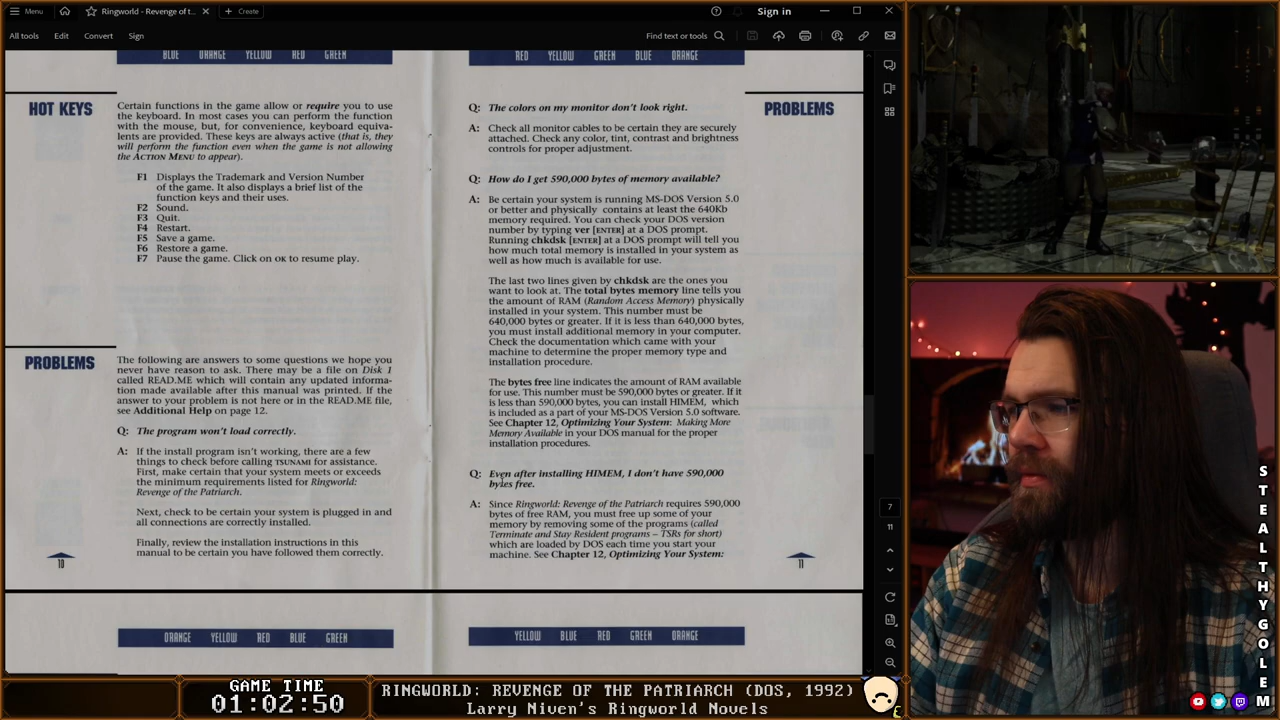 Menu
Ringworld - Revenge of t...
Create
Sign in
All tools
Edit
Convert
Sign
Find text or tools
BLUE ORANGE YELLOW RED GREEN
HOT KEYS
Certain functions in the game allow or require you to use
the keyboard. In most cases you can perform the function
with the mouse, but, for convenience, keyboard equiva-
lents are provided. These keys are always active (that is, they
will perform the function even when the game is not allowing
the ACTION MENU to appear).
F1 Displays the Trademark and Version Number
of the game. It also displays a brief list of the
function keys and their uses.
F2 Sound.
F3 Quit.
F4 Restart.
F5 Save a game.
F6 Restore a game.
F7 Pause the game. Click on OK to resume play.
PROBLEMS
The following are answers to some questions we hope you
never have reason to ask. There may be a file on Disk 1
called READ.ME which will contain any updated informa-
tion made available after this manual was printed. If the
answer to your problem is not here or in the READ.ME file,
see Additional Help on page 12.
Q: The program won't load correctly.
A: If the install program isn't working, there are a few
things to check before calling TSUNAMI for assistance.
First, make certain that your system meets or exceeds
the minimum requirements listed for Ringworld:
Revenge of the Patriarch.
Next, check to be certain your system is plugged in and
all connections are correctly installed.
Finally, review the installation instructions in this
manual to be certain you have followed them correctly.
10
RED YELLOW GREEN BLUE ORANGE
PROBLEMS
Q: The colors on my monitor don't look right.
A: Check all monitor cables to be certain they are securely
attached. Check any color, tint, contrast and brightness
controls for proper adjustment.
Q: How do I get 590,000 bytes of memory available?
A: Be certain your system is running MS-DOS Version 5.0
or better and physically contains at least the 640Kb
memory required. You can check your DOS version
number by typing ver [ENTER] at a DOS prompt.
Running chkdsk [ENTER] at a DOS prompt will tell you
how much total memory is installed in your system as
well as how much is available for use.
The last two lines given by chkdsk are the ones you
want to look at. The total bytes memory line tells you
the amount of RAM (Random Access Memory) physically
installed in your system. This number must be
640,000 bytes or greater. If it is less than 640,000 bytes,
you must install additional memory in your computer.
Check the documentation which came with your
machine to determine the proper memory type and
installation procedure.
The bytes free line indicates the amount of RAM available
for use. This number must be 590,000 bytes or greater. If it
is less than 590,000 bytes, you can install HIMEM, which
is included as a part of your MS-DOS Version 5.0 software.
See Chapter 12, Optimizing Your System: Making More
Memory Available in your DOS manual for the proper
installation procedures.
Q: Even after installing HIMEM, I don't have 590,000
bytes free.
A: Since Ringworld: Revenge of the Patriarch requires 590,000
bytes of free RAM, you must free up some of your
memory by removing some of the programs (called
Terminate and Stay Resident programs – TSRs for short)
which are loaded by DOS each time you start your
machine. See Chapter 12, Optimizing Your System:
11
7
11
ORANGE YELLOW RED BLUE GREEN
YELLOW BLUE RED GREEN ORANGE
STEALTHYGOLEM
GAME TIME
01:02:50
RINGWORLD: REVENGE OF THE PATRIARCH (DOS, 1992)
Larry Niven's Ringworld Novels